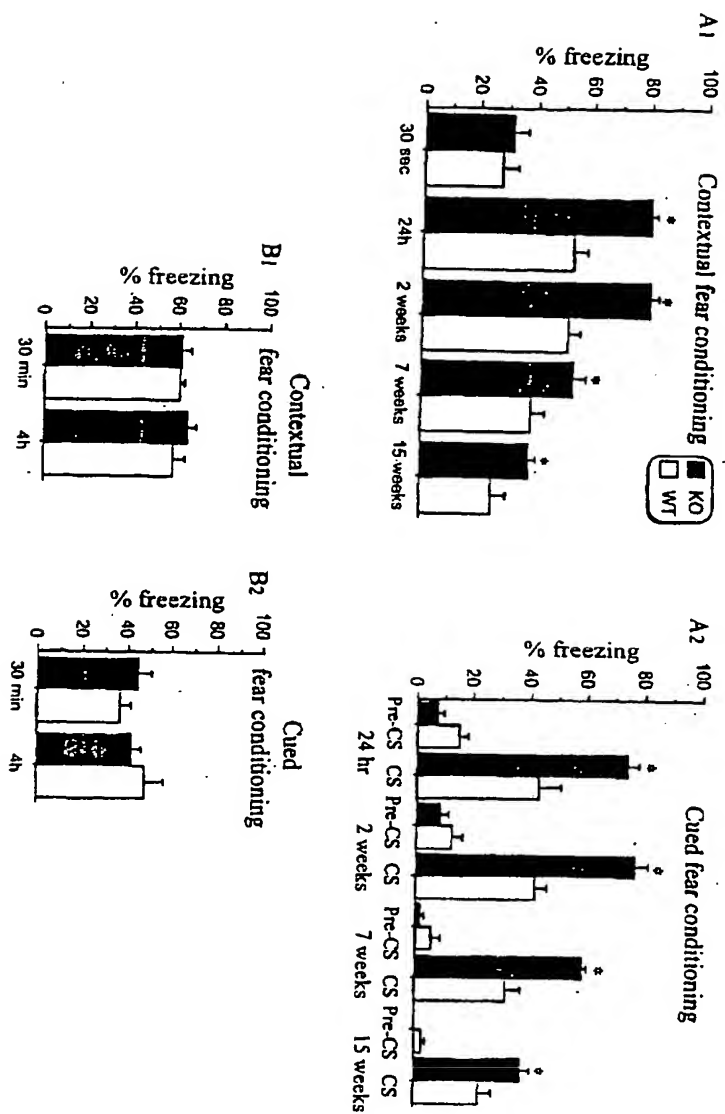 A1
Contextual fear conditioning
KO
WT
% freezing
100
80
60
40
20
0
30 sec
24h
2 weeks
7 weeks
15 weeks
A2
Cued fear conditioning
% freezing
100
80
60
40
20
0
Pre-CS CS Pre-CS CS Pre-CS CS Pre-CS CS
24 hr
2 weeks
7 weeks
15 weeks
B1
Contextual
fear conditioning
% freezing
100
80
60
40
20
0
30 min
4h
B2
Cued
fear conditioning
% freezing
100
80
60
40
20
0
30 min
4h